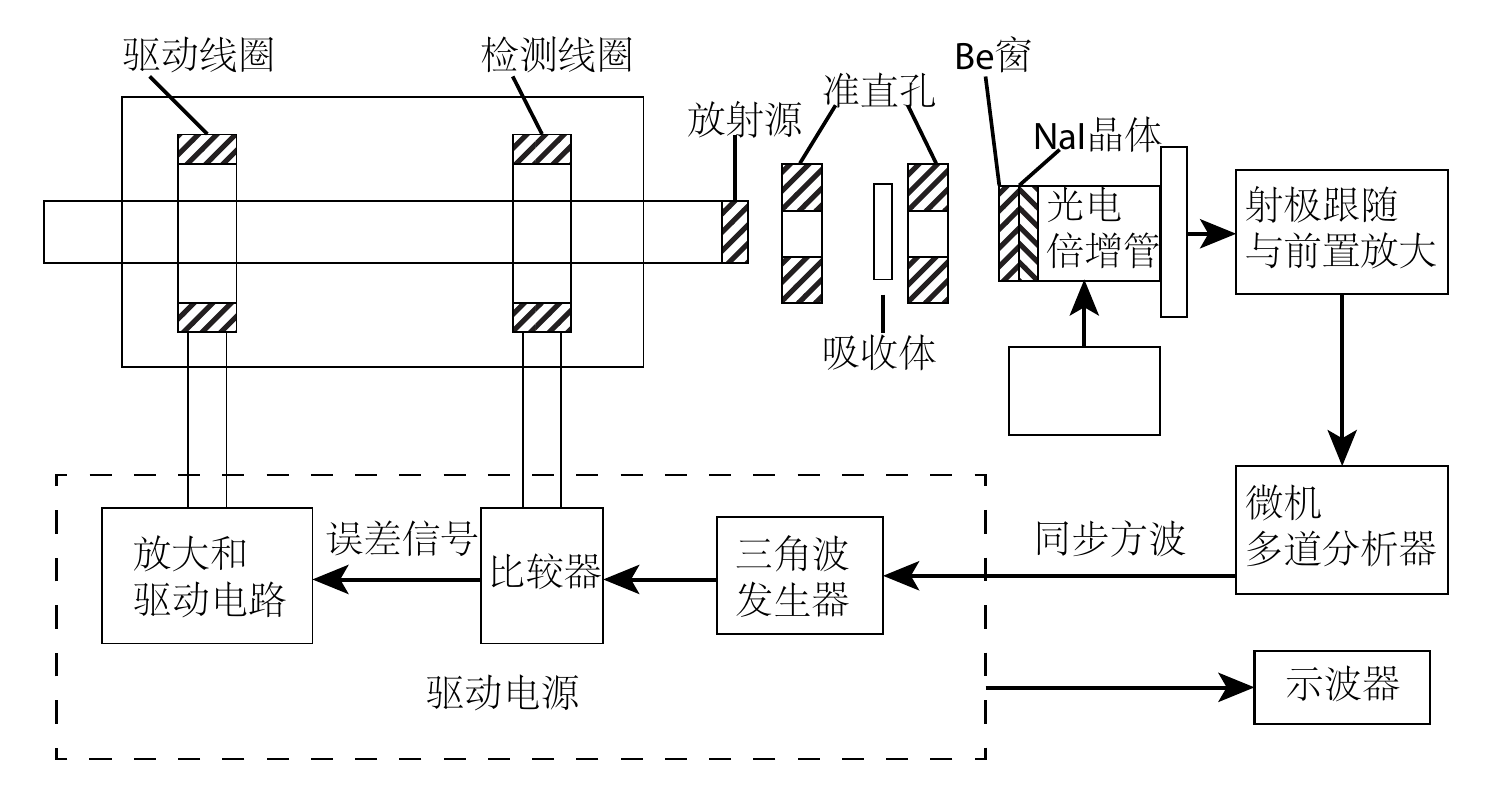 驱动线圈
检测线圈
Be窗
准直孔
放射源
NaI晶体
光电
倍增管
射极跟随
与前置放大
吸收体
微机
多道分析器
同步方波
误差信号
放大和
驱动电路
比较器
三角波
发生器
驱动电源
示波器